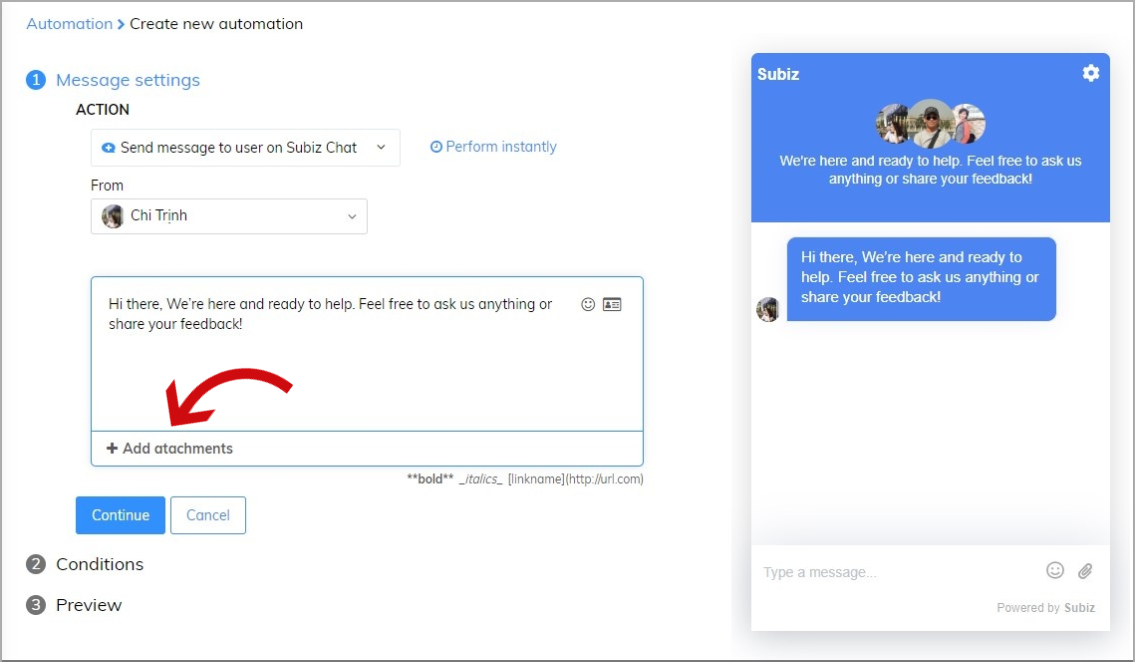 Automation > Create new automation
1 Message settings
ACTION
Send message to user on Subiz Chat
Perform instantly
From
Chi Trịnh
Hi there, We're here and ready to help. Feel free to ask us anything or
share your feedback!
+ Add atachments
**bold** _italics_ [linkname](http://url.com)
Continue
Cancel
2 Conditions
3 Preview
Subiz
We're here and ready to help. Feel free to ask us
anything or share your feedback!
Hi there, We're here and ready to
help. Feel free to ask us anything or
share your feedback!
Type a message...
Powered by Subiz